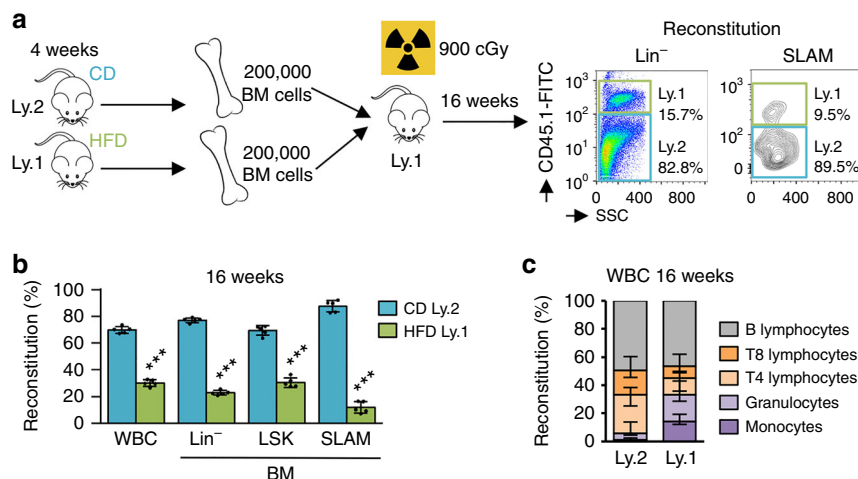 a
4 weeks
CD
Ly.2
HFD
Ly.1
200,000
BM cells
200,000
BM cells
900 cGy
16 weeks
Ly.1
Reconstitution
Lin⁻
SLAM
CD45.1-FITC
10³
10²
10¹
10⁰
Ly.1
15.7%
Ly.2
82.8%
0 400 800
SSC
10³
10²
0
Ly.1
9.5%
Ly.2
89.5%
0 400 800
b
16 weeks
Reconstitution (%)
100
80
60
40
20
0
CD Ly.2
HFD Ly.1
***
***
***
***
WBC Lin⁻ LSK SLAM
BM
c
WBC 16 weeks
Reconstitution (%)
100
80
60
40
20
0
Ly.2 Ly.1
B lymphocytes
T8 lymphocytes
T4 lymphocytes
Granulocytes
Monocytes